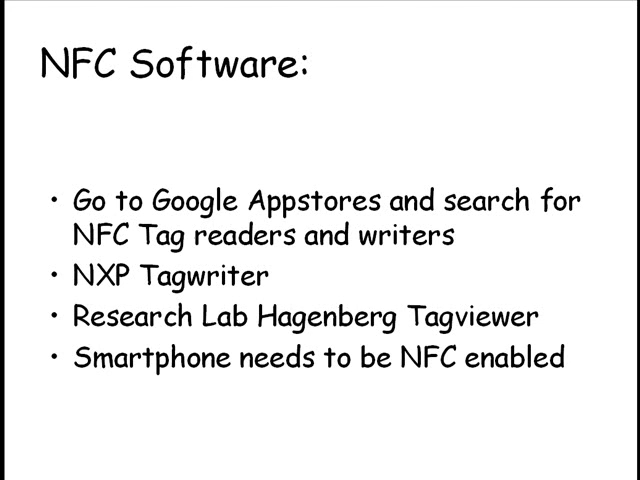 NFC Software:
• Go to Google Appstores and search for
NFC Tag readers and writers
• NXP Tagwriter
• Research Lab Hagenberg Tagviewer
• Smartphone needs to be NFC enabled